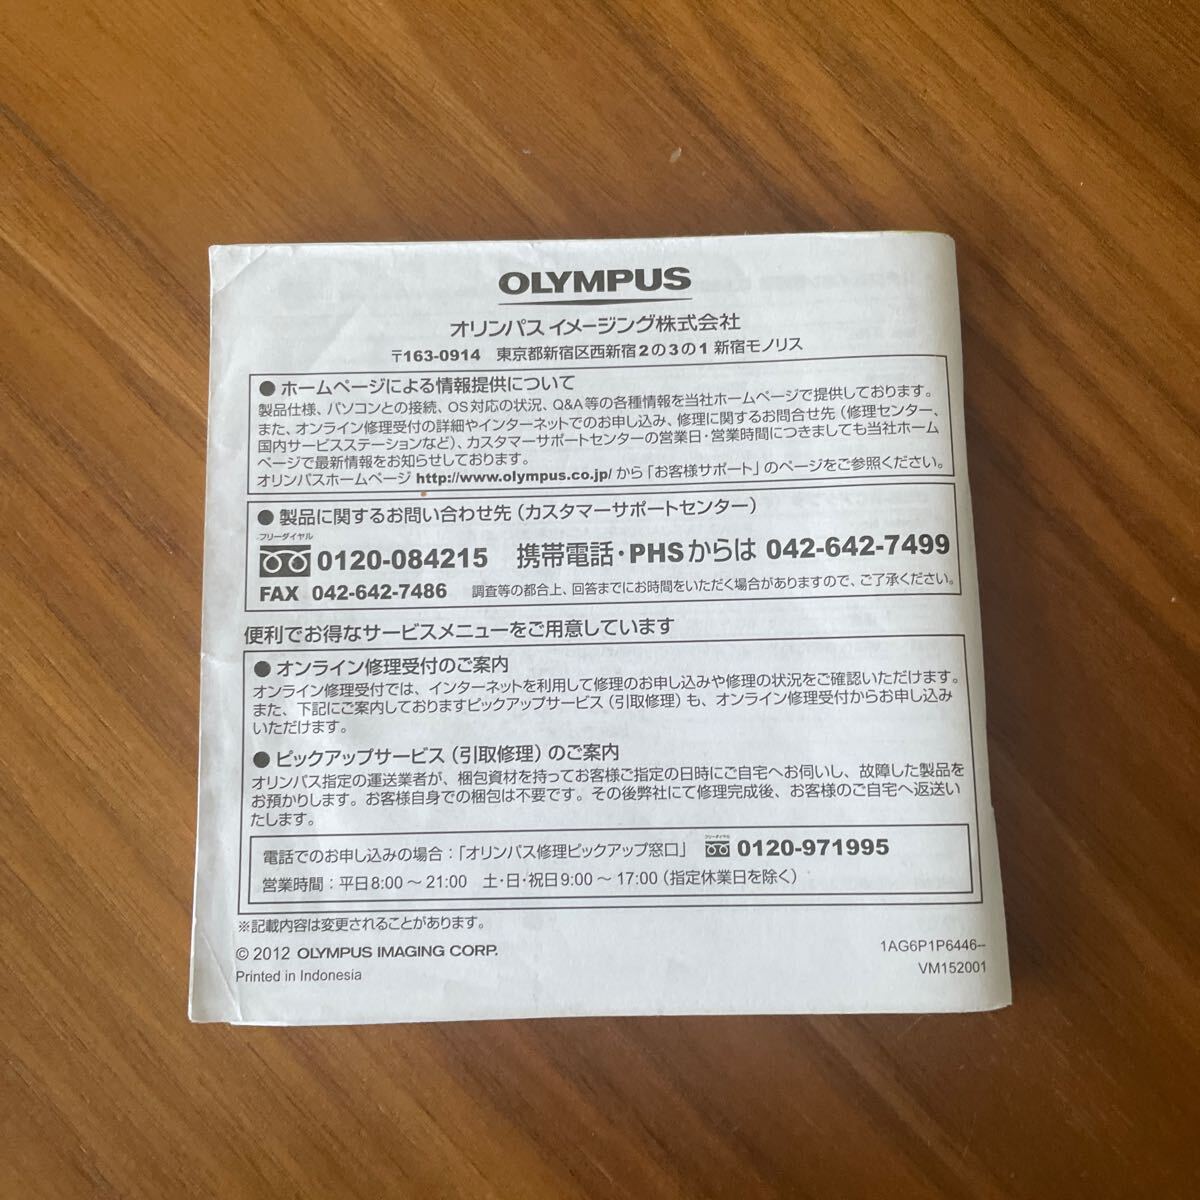 OLYMPUS
オリンパス イメージング株式会社
〒163-0914 東京都新宿区西新宿2の3の1 新宿モノリス
● ホームページによる情報提供について
製品仕様、パソコンとの接続、OS対応の状況、Q&A等の各種情報を当社ホームページで提供しております。
また、オンライン修理受付の詳細やインターネットでのお申し込み、修理に関するお問合せ先（修理センター、
国内サービスステーションなど）、カスタマーサポートセンターの営業日・営業時間につきましても当社ホーム
ページで最新情報をお知らせしております。
オリンパスホームページ http://www.olympus.co.jp/ から「お客様サポート」のページをご参照ください。
● 製品に関するお問い合わせ先（カスタマーサポートセンター）
フリーダイヤル
0120-084215 携帯電話・PHSからは 042-642-7499
FAX 042-642-7486 調査等の都合上、回答までにお時間をいただく場合がありますので、ご了承ください。
便利でお得なサービスメニューをご用意しています
● オンライン修理受付のご案内
オンライン修理受付では、インターネットを利用して修理のお申し込みや修理の状況をご確認いただけます。
また、下記にご案内しておりますピックアップサービス（引取修理）も、オンライン修理受付からお申し込み
いただけます。
● ピックアップサービス（引取修理）のご案内
オリンパス指定の運送業者が、梱包資材を持ってお客様ご指定の日時にご自宅へお伺いし、故障した製品を
お預かりします。お客様自身での梱包は不要です。その後弊社にて修理完成後、お客様のご自宅へ返送い
たします。
フリーダイヤル
電話でのお申し込みの場合：「オリンパス修理ピックアップ窓口」 0120-971995
営業時間：平日8:00～21:00 土・日・祝日9:00～17:00（指定休業日を除く）
※記載内容は変更されることがあります。
© 2012 OLYMPUS IMAGING CORP.
1AG6P1P6446--
Printed in Indonesia
VM152001